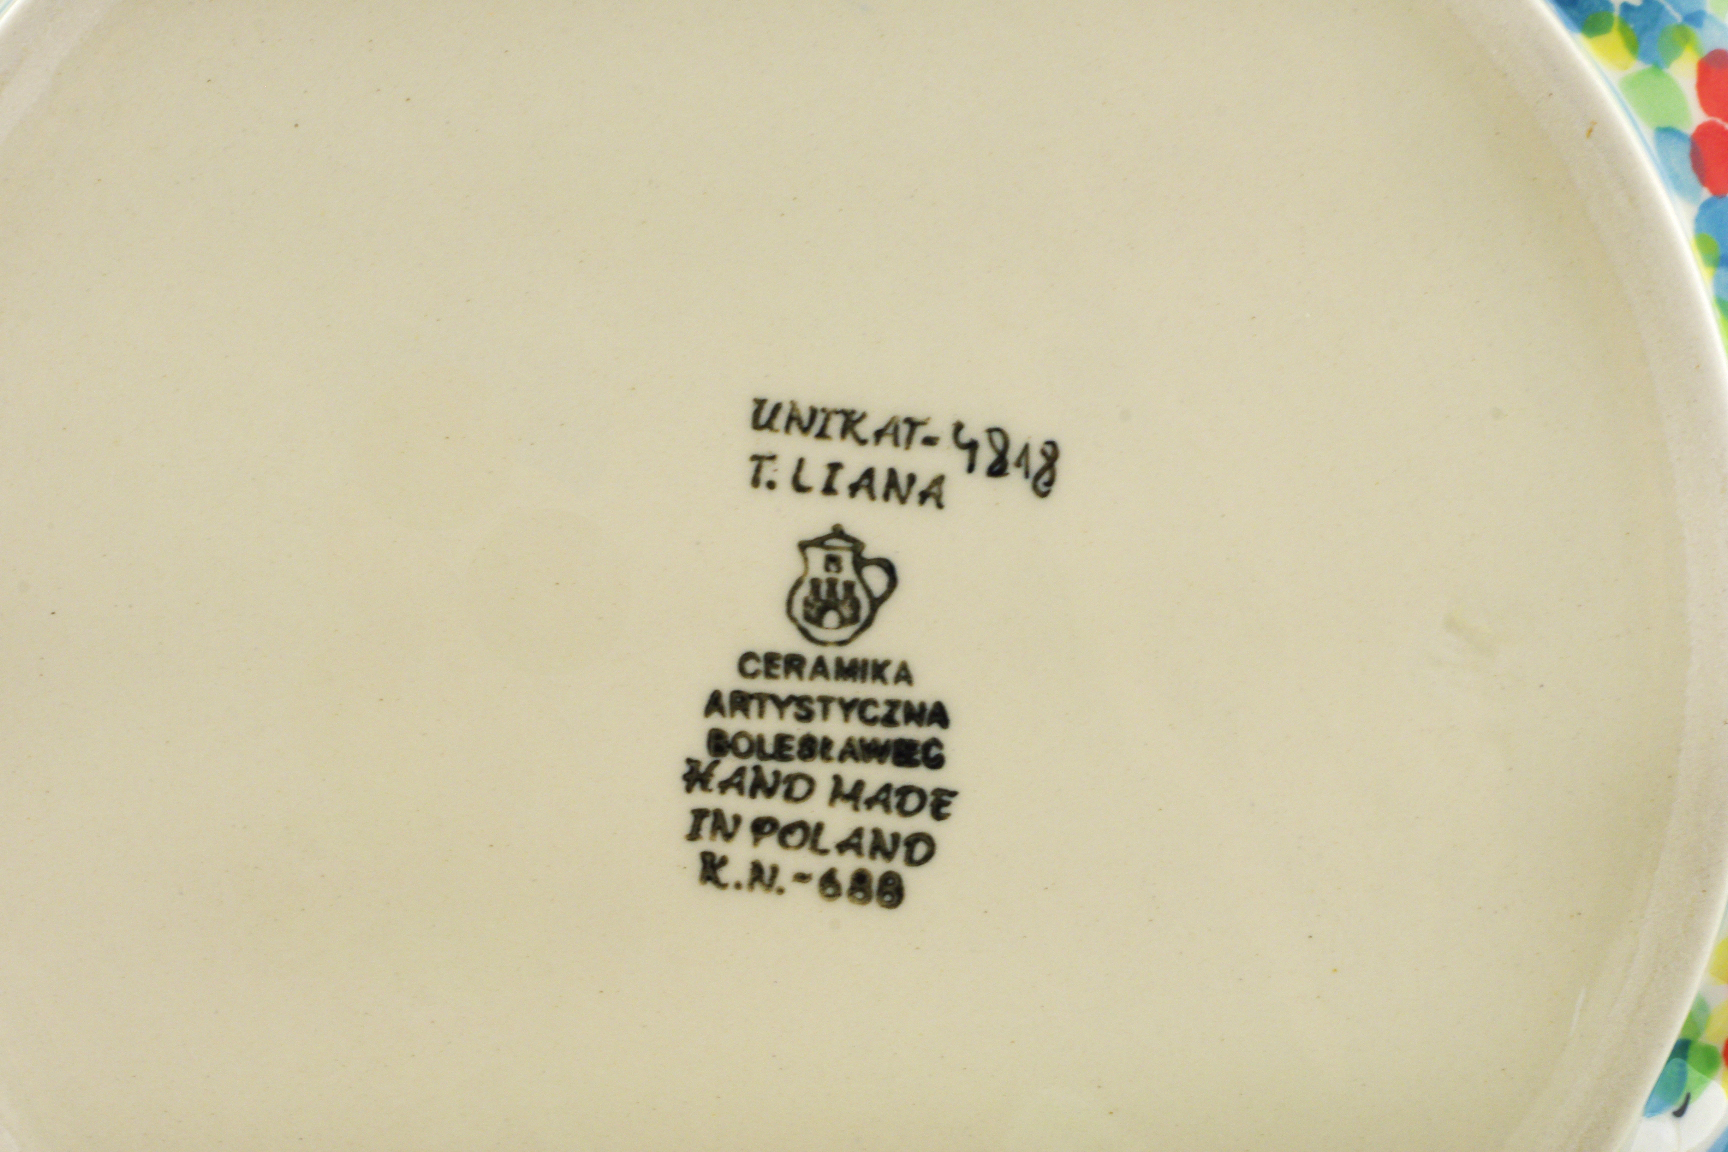 UNIKAT-4818
T. LIANA
CERAMIKA
ARTYSTYCZNA
BOLESŁAWIEC
HAND MADE
IN POLAND
K.N.-688